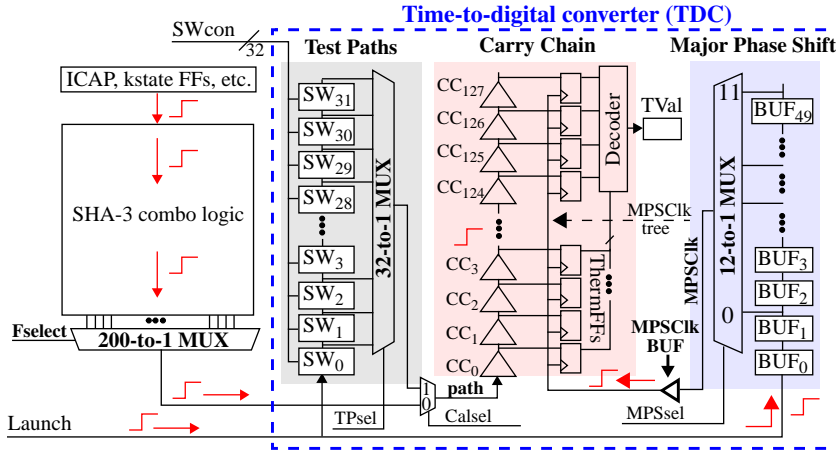 Time-to-digital converter (TDC)
SWcon
32
Test Paths
Carry Chain
Major Phase Shift
ICAP, kstate FFs, etc.
SHA-3 combo logic
Fselect
200-to-1 MUX
Launch
SW31
SW30
SW29
SW28
SW3
SW2
SW1
SW0
32-to-1 MUX
TPsel
1
0
path
Calsel
CC127
CC126
CC125
CC124
CC3
CC2
CC1
CC0
Decoder
ThermFFs
TVal
MPSClk
tree
MPSClk
BUF
MPSClk
MPSsel
11
12-to-1 MUX
0
BUF49
BUF3
BUF2
BUF1
BUF0